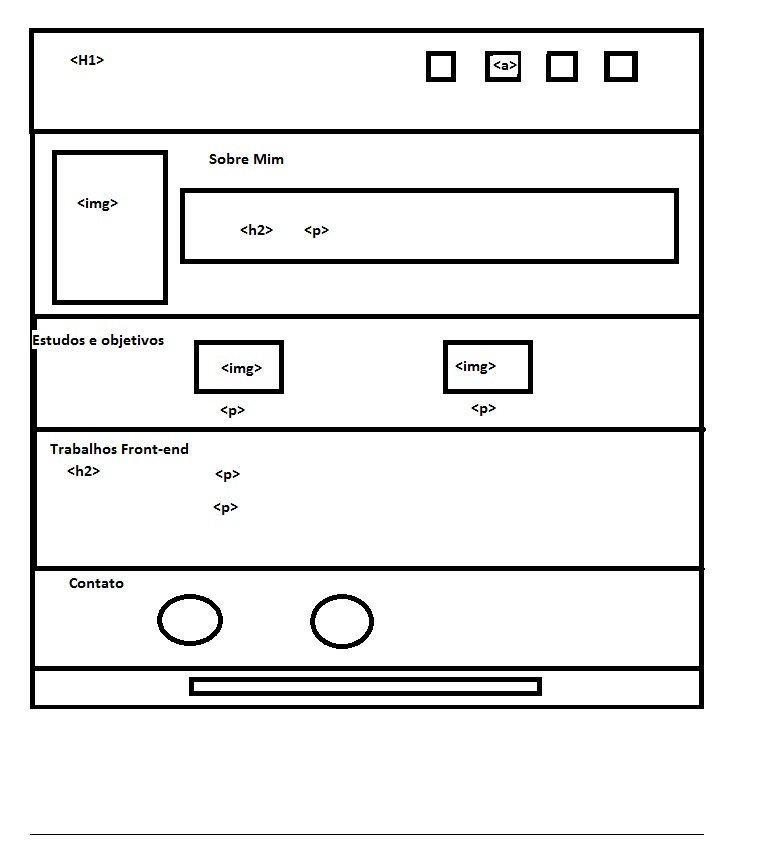 <H1>
<a>
Sobre Mim
<img>
<h2> <p>
Estudos e objetivos
<img>
<img>
<p>
<p>
Trabalhos Front-end
<h2>
<p>
<p>
Contato